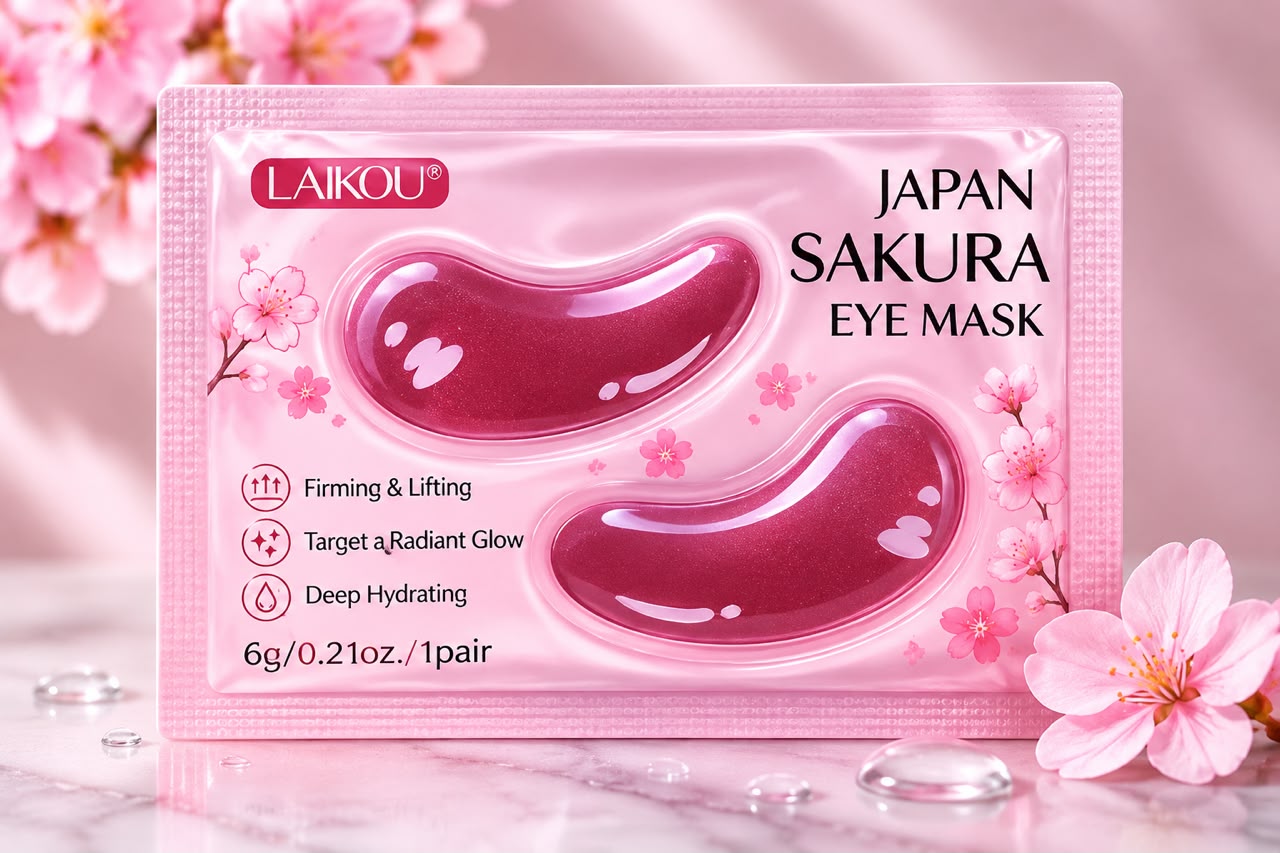 LAIKOU®
JAPAN
SAKURA
EYE MASK
Firming & Lifting
Target a Radiant Glow
Deep Hydrating
6g/0.21oz./1pair